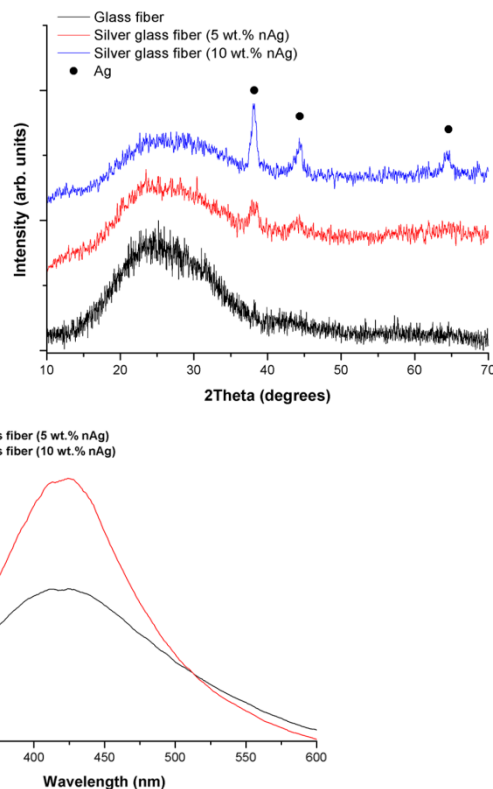 Glass fiber
Silver glass fiber (5 wt.% nAg)
Silver glass fiber (10 wt.% nAg)
Ag
Intensity (arb. units)
10 20 30 40 50 60 70
2Theta (degrees)
s fiber (5 wt.% nAg)
s fiber (10 wt.% nAg)
400 450 500 550 600
Wavelength (nm)